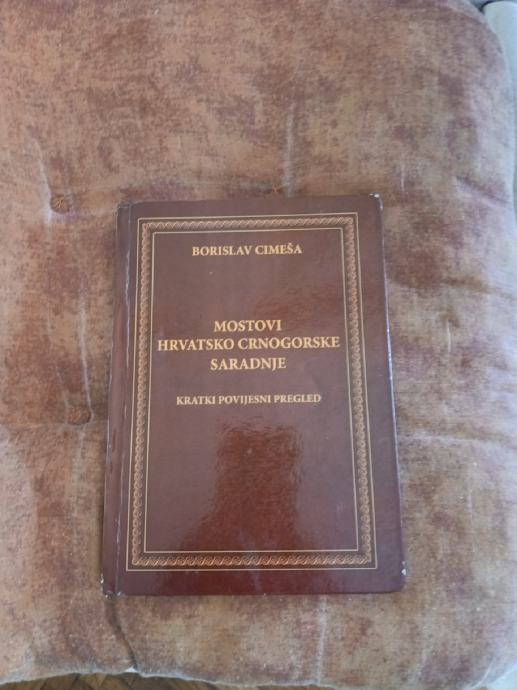 BORISLAV CIMEŠA
MOSTOVI
HRVATSKO CRNOGORSKE
SARADNJE
KRATKI POVIJESNI PREGLED